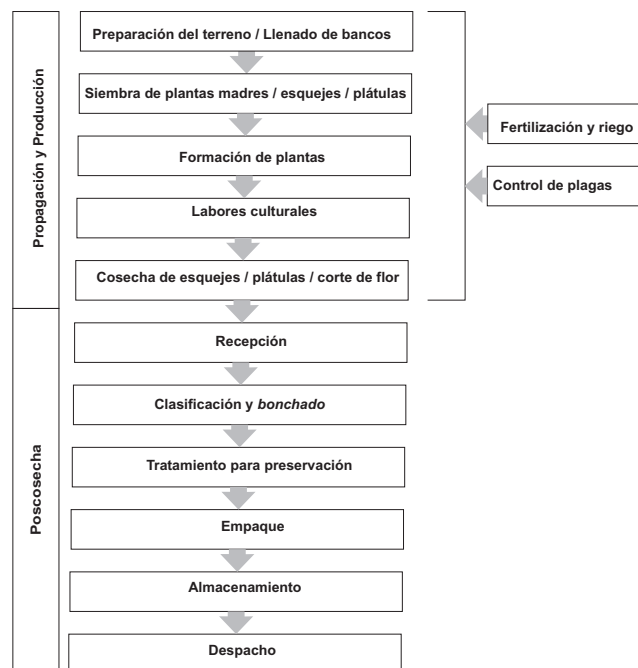 Propagación y Producción
Preparación del terreno / Llenado de bancos
Siembra de plantas madres / esquejes / plátulas
Formación de plantas
Labores culturales
Cosecha de esquejes / plátulas / corte de flor
Fertilización y riego
Control de plagas
Poscosecha
Recepción
Clasificación y bonchado
Tratamiento para preservación
Empaque
Almacenamiento
Despacho